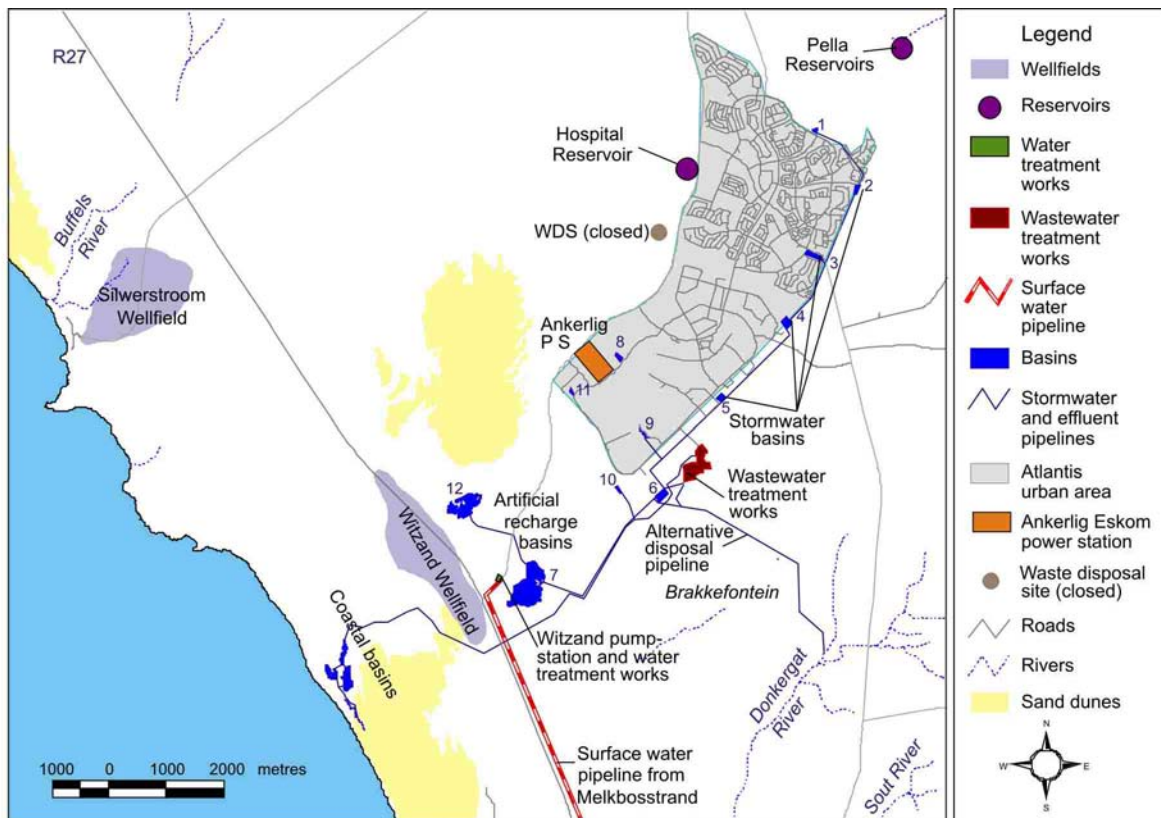 R27
Pella
Reservoirs
1
Hospital
Reservoir
2
WDS (closed)
3
Buffels
River
Silwerstroom
Wellfield
4
Ankerlig
P S
8
11
5
Stormwater
basins
9
Wastewater
treatment
works
10
6
12
Artificial
recharge
basins
Alternative
disposal
pipeline
Witzand Wellfield
7
Brakkefontein
Coastal basins
Witzand pump-
station and water
treatment works
Donkergat
River
Surface water
pipeline from
Melkbosstrand
Sout River
1000 0 1000 2000 metres
Legend
Wellfields
Reservoirs
Water
treatment
works
Wastewater
treatment
works
Surface
water
pipeline
Basins
Stormwater
and effluent
pipelines
Atlantis
urban area
Ankerlig Eskom
power station
Waste disposal
site (closed)
Roads
Rivers
Sand dunes
N
W E
S